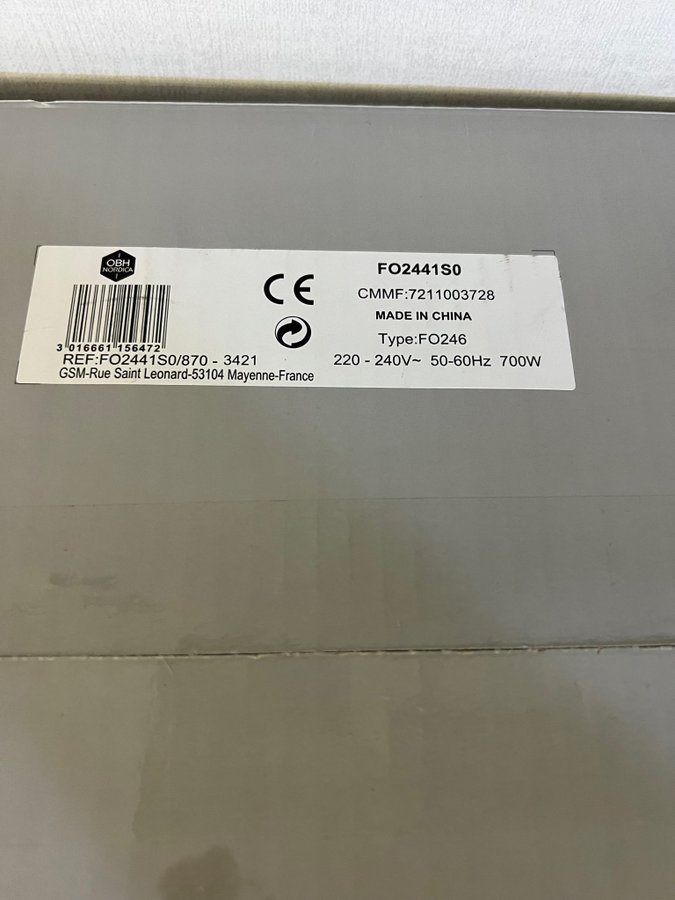 OBH
NORDICA
3 016661 156472
REF:FO2441S0/870 - 3421
GSM-Rue Saint Leonard-53104 Mayenne-France
CE
FO2441S0
CMMF:7211003728
MADE IN CHINA
Type:FO246
220 - 240V~ 50-60Hz 700W